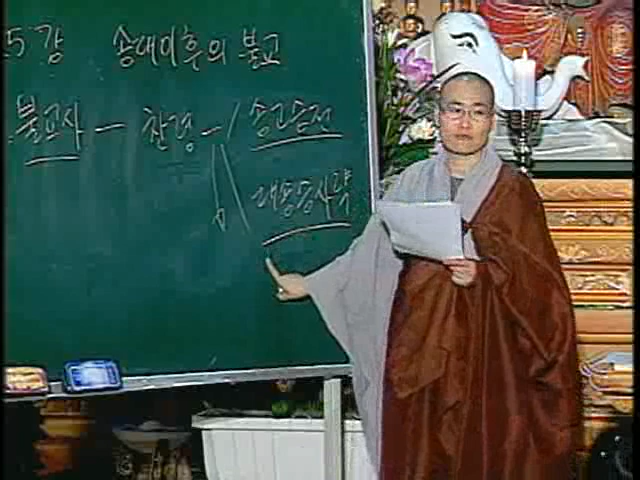 5강 송대이후의 불교
불교사 — 찬경 — 송고승전
대송승사략